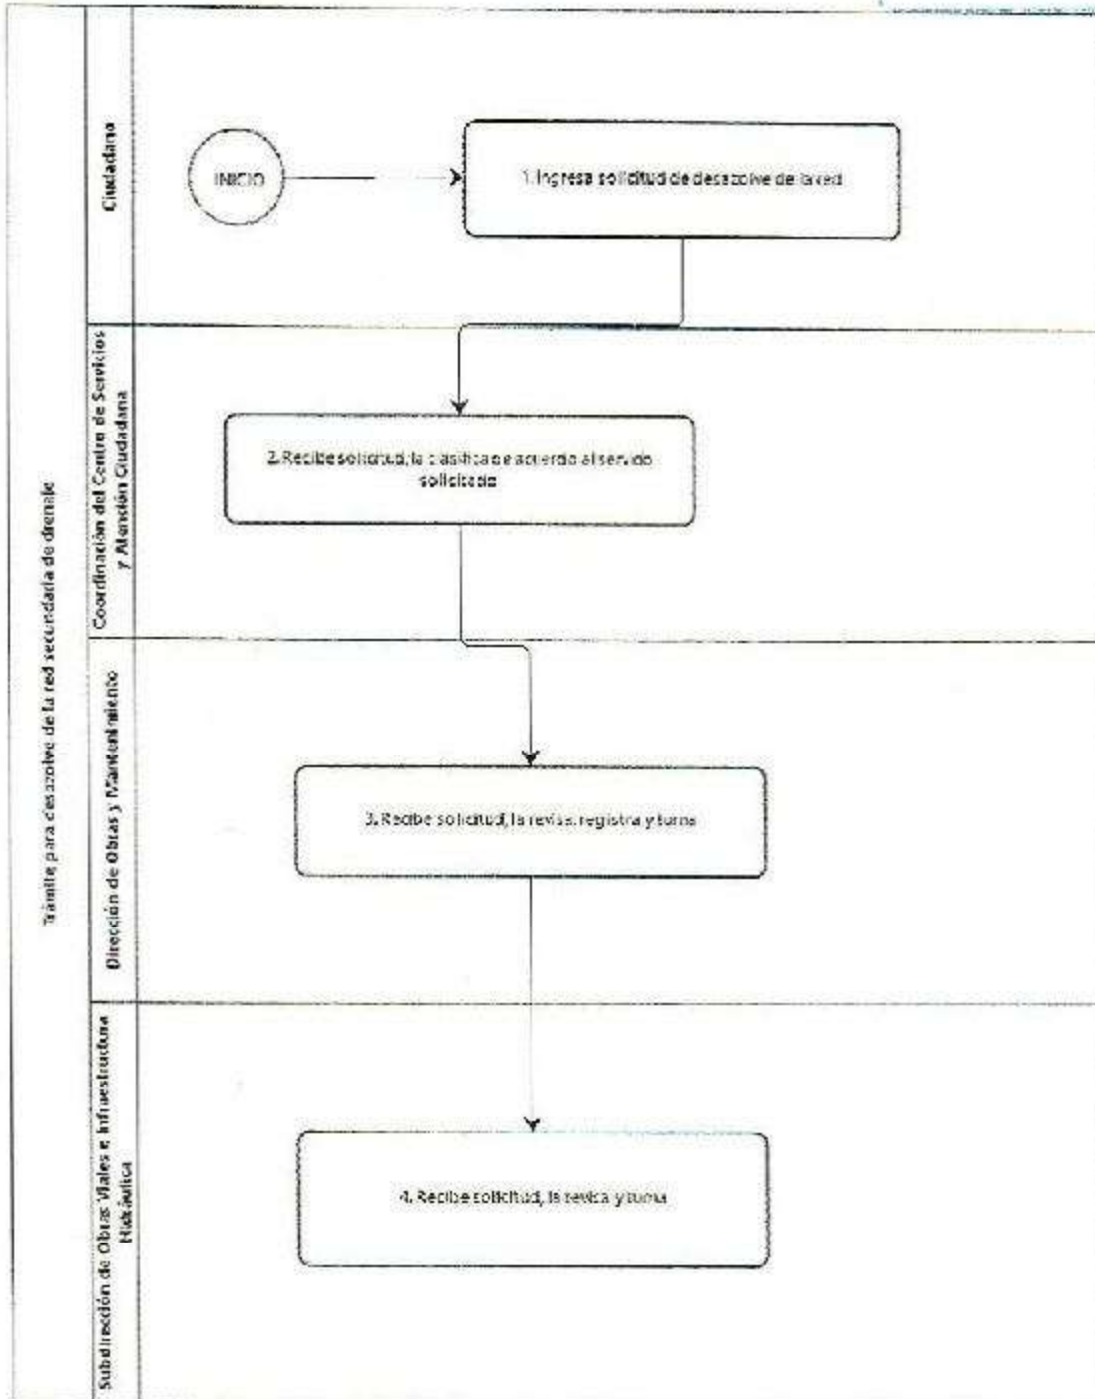 Trámite para desazolve de la red secundaria de drenaje
Ciudadana
INICIO
1. Ingresa solicitud de desazolve de la red
Coordinación del Centro de Servicios
y Atención Ciudadana
2. Recibe solicitud, la clasifica de acuerdo al servicio
solicitado
Dirección de Obras y Mantenimiento
3. Recibe solicitud, la revisa, registra y turna
Subdirección de Obras Viales e Infraestructura
Hidráulica
4. Recibe solicitud, la revisa y turna